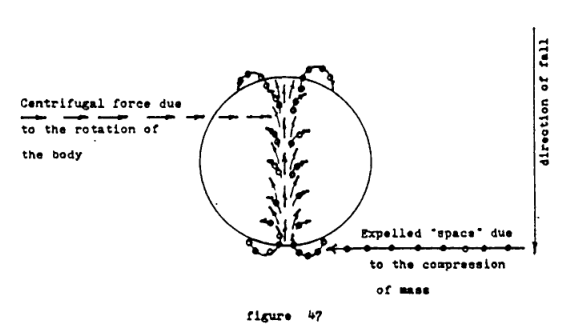 Centrifugal force due
to the rotation of
the body
direction of fall
Expelled "space" due
to the compression
of mass
figure 47